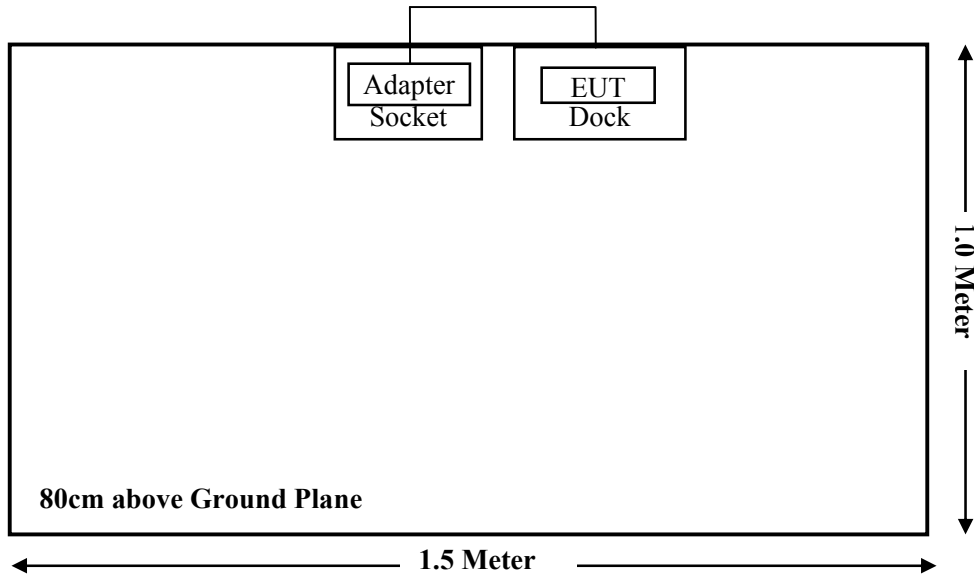 Adapter
Socket
EUT
Dock
1.0 Meter
80cm above Ground Plane
1.5 Meter